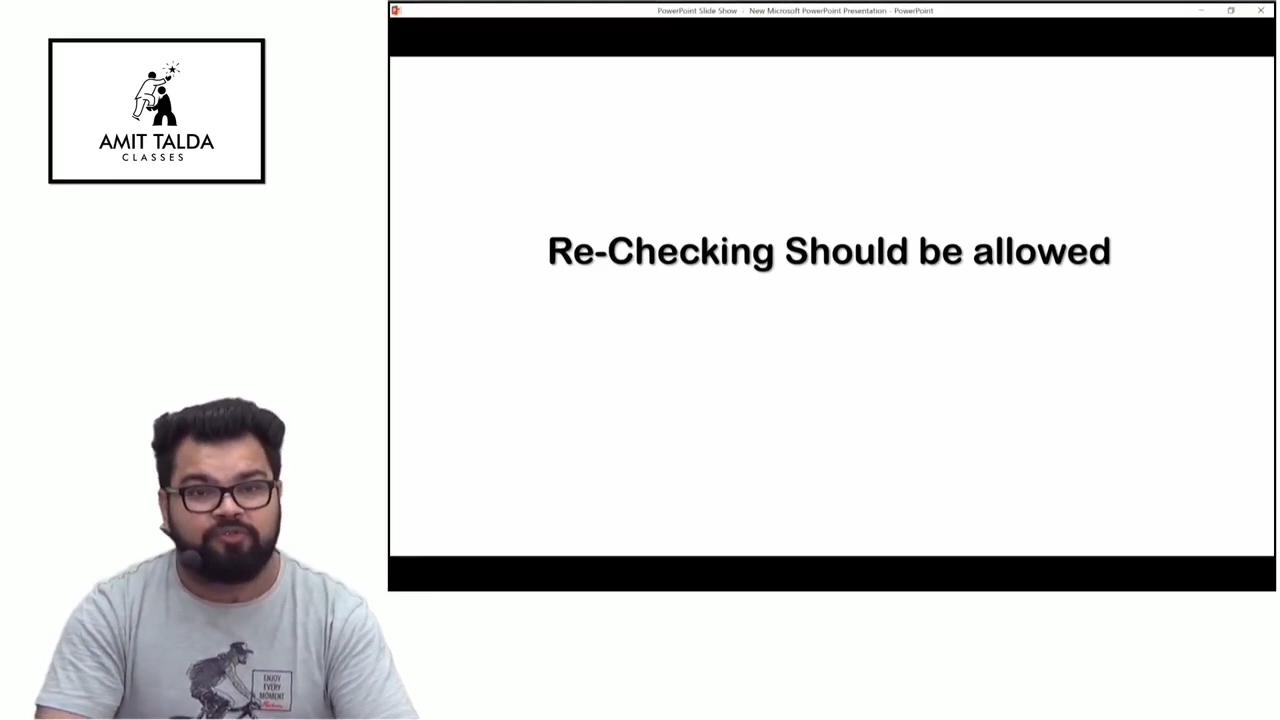 PowerPoint Slide Show - New Microsoft PowerPoint Presentation - PowerPoint
AMIT TALDA
CLASSES
Re-Checking Should be allowed
ENJOY
EVERY
MOMENT